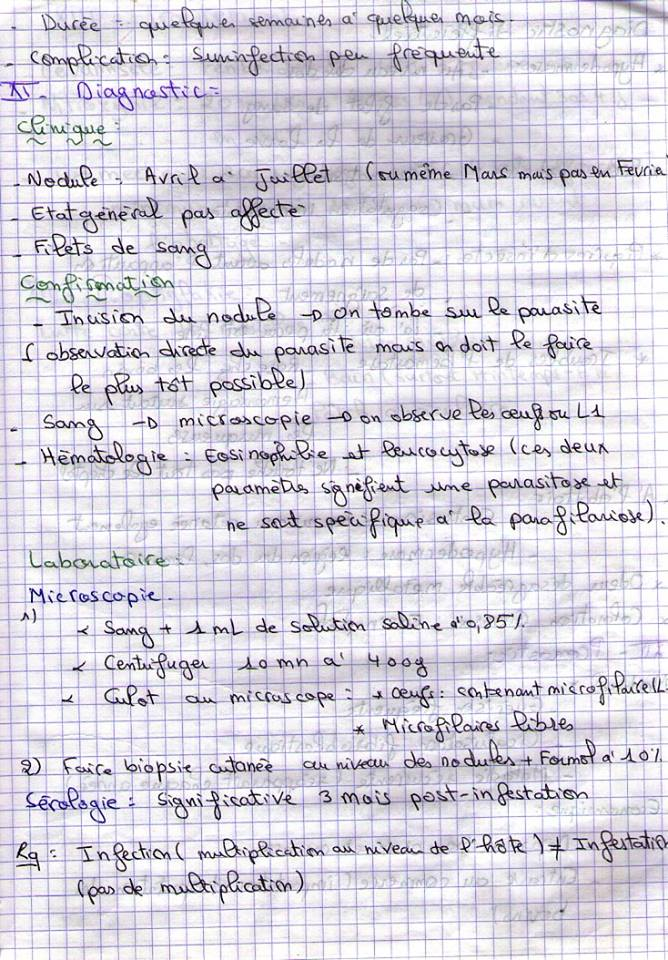 - Durée : quelques semaines à quelques mois.
- Complication : Surinfection peu fréquente
XI- Diagnostic :
Clinique :
- Nodule : Avril à Juillet (ou même Mars mais pas en Février
- Etat général pas affecté
- Filets de sang
Confirmation
- Incision du nodule → on tombe sur le parasite
( observation directe du parasite mais on doit le faire
le plus tôt possible)
- Sang → microscopie → on observe les œufs ou L1
- Hématologie : Eosinophilie et leucocytose (ces deux
paramètres signifient une parasitose et
ne sont spécifique à la parafilariose).
Laboratoire :
Microscopie.
1)
< Sang + 1 mL de solution saline à 0,85%
< Centrifuger 10 mn à 400g
< Culot au microscope : * œufs : contenant microfilaire (L
* Microfilaires libres
2) Faire biopsie cutanée au niveau des nodules + Formol à 10%
Sérologie : significative 3 mois post-infestation
Rq : Infection ( multiplication au niveau de l'hôte ) ≠ Infestation
(pas de multiplication)